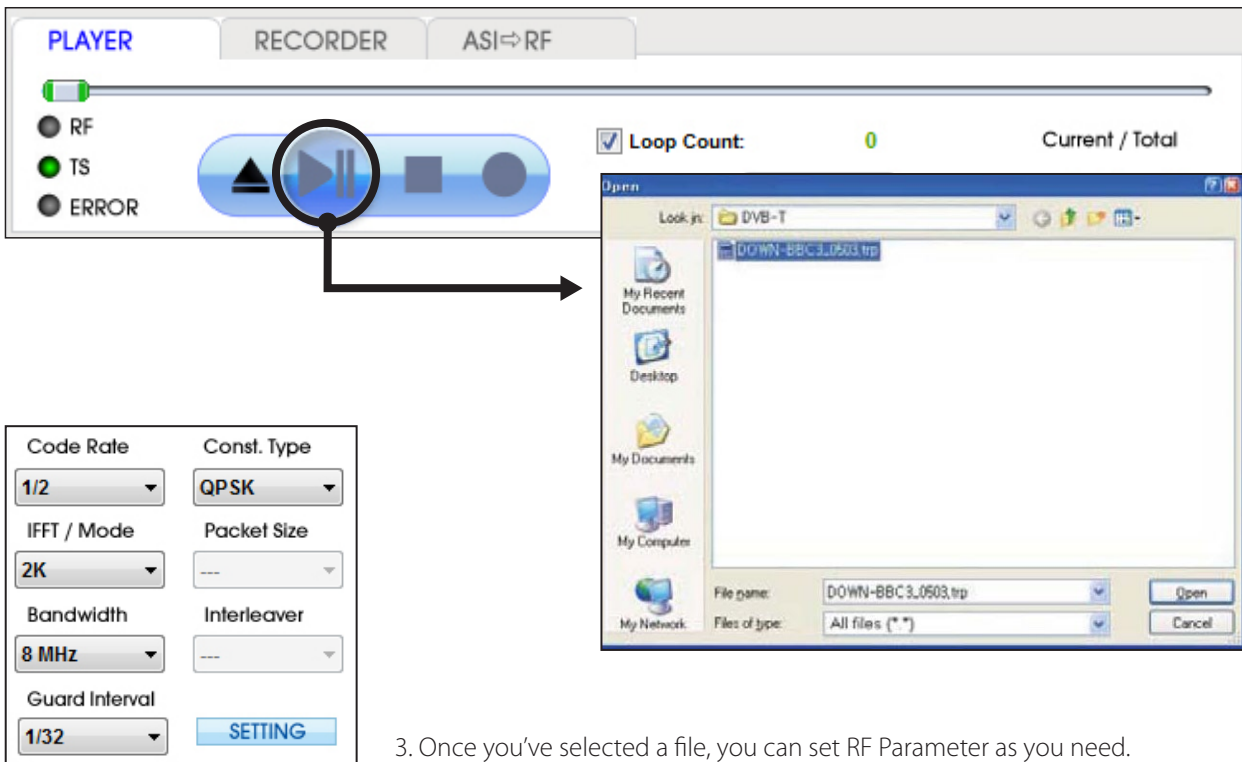 PLAYER RECORDER ASI⇨RF
RF
TS
ERROR
Loop Count: 0 Current / Total
Open
Look in: DVB-T
DOWN-BBC3_0503.trp
My Recent
Documents
Desktop
My Documents
My Computer
My Network
File name: DOWN-BBC3_0503.trp Open
Files of type: All files (*.*) Cancel
Code Rate Const. Type
1/2 QPSK
IFFT / Mode Packet Size
2K ---
Bandwidth Interleaver
8 MHz ---
Guard Interval
1/32 SETTING
3. Once you've selected a file, you can set RF Parameter as you need.